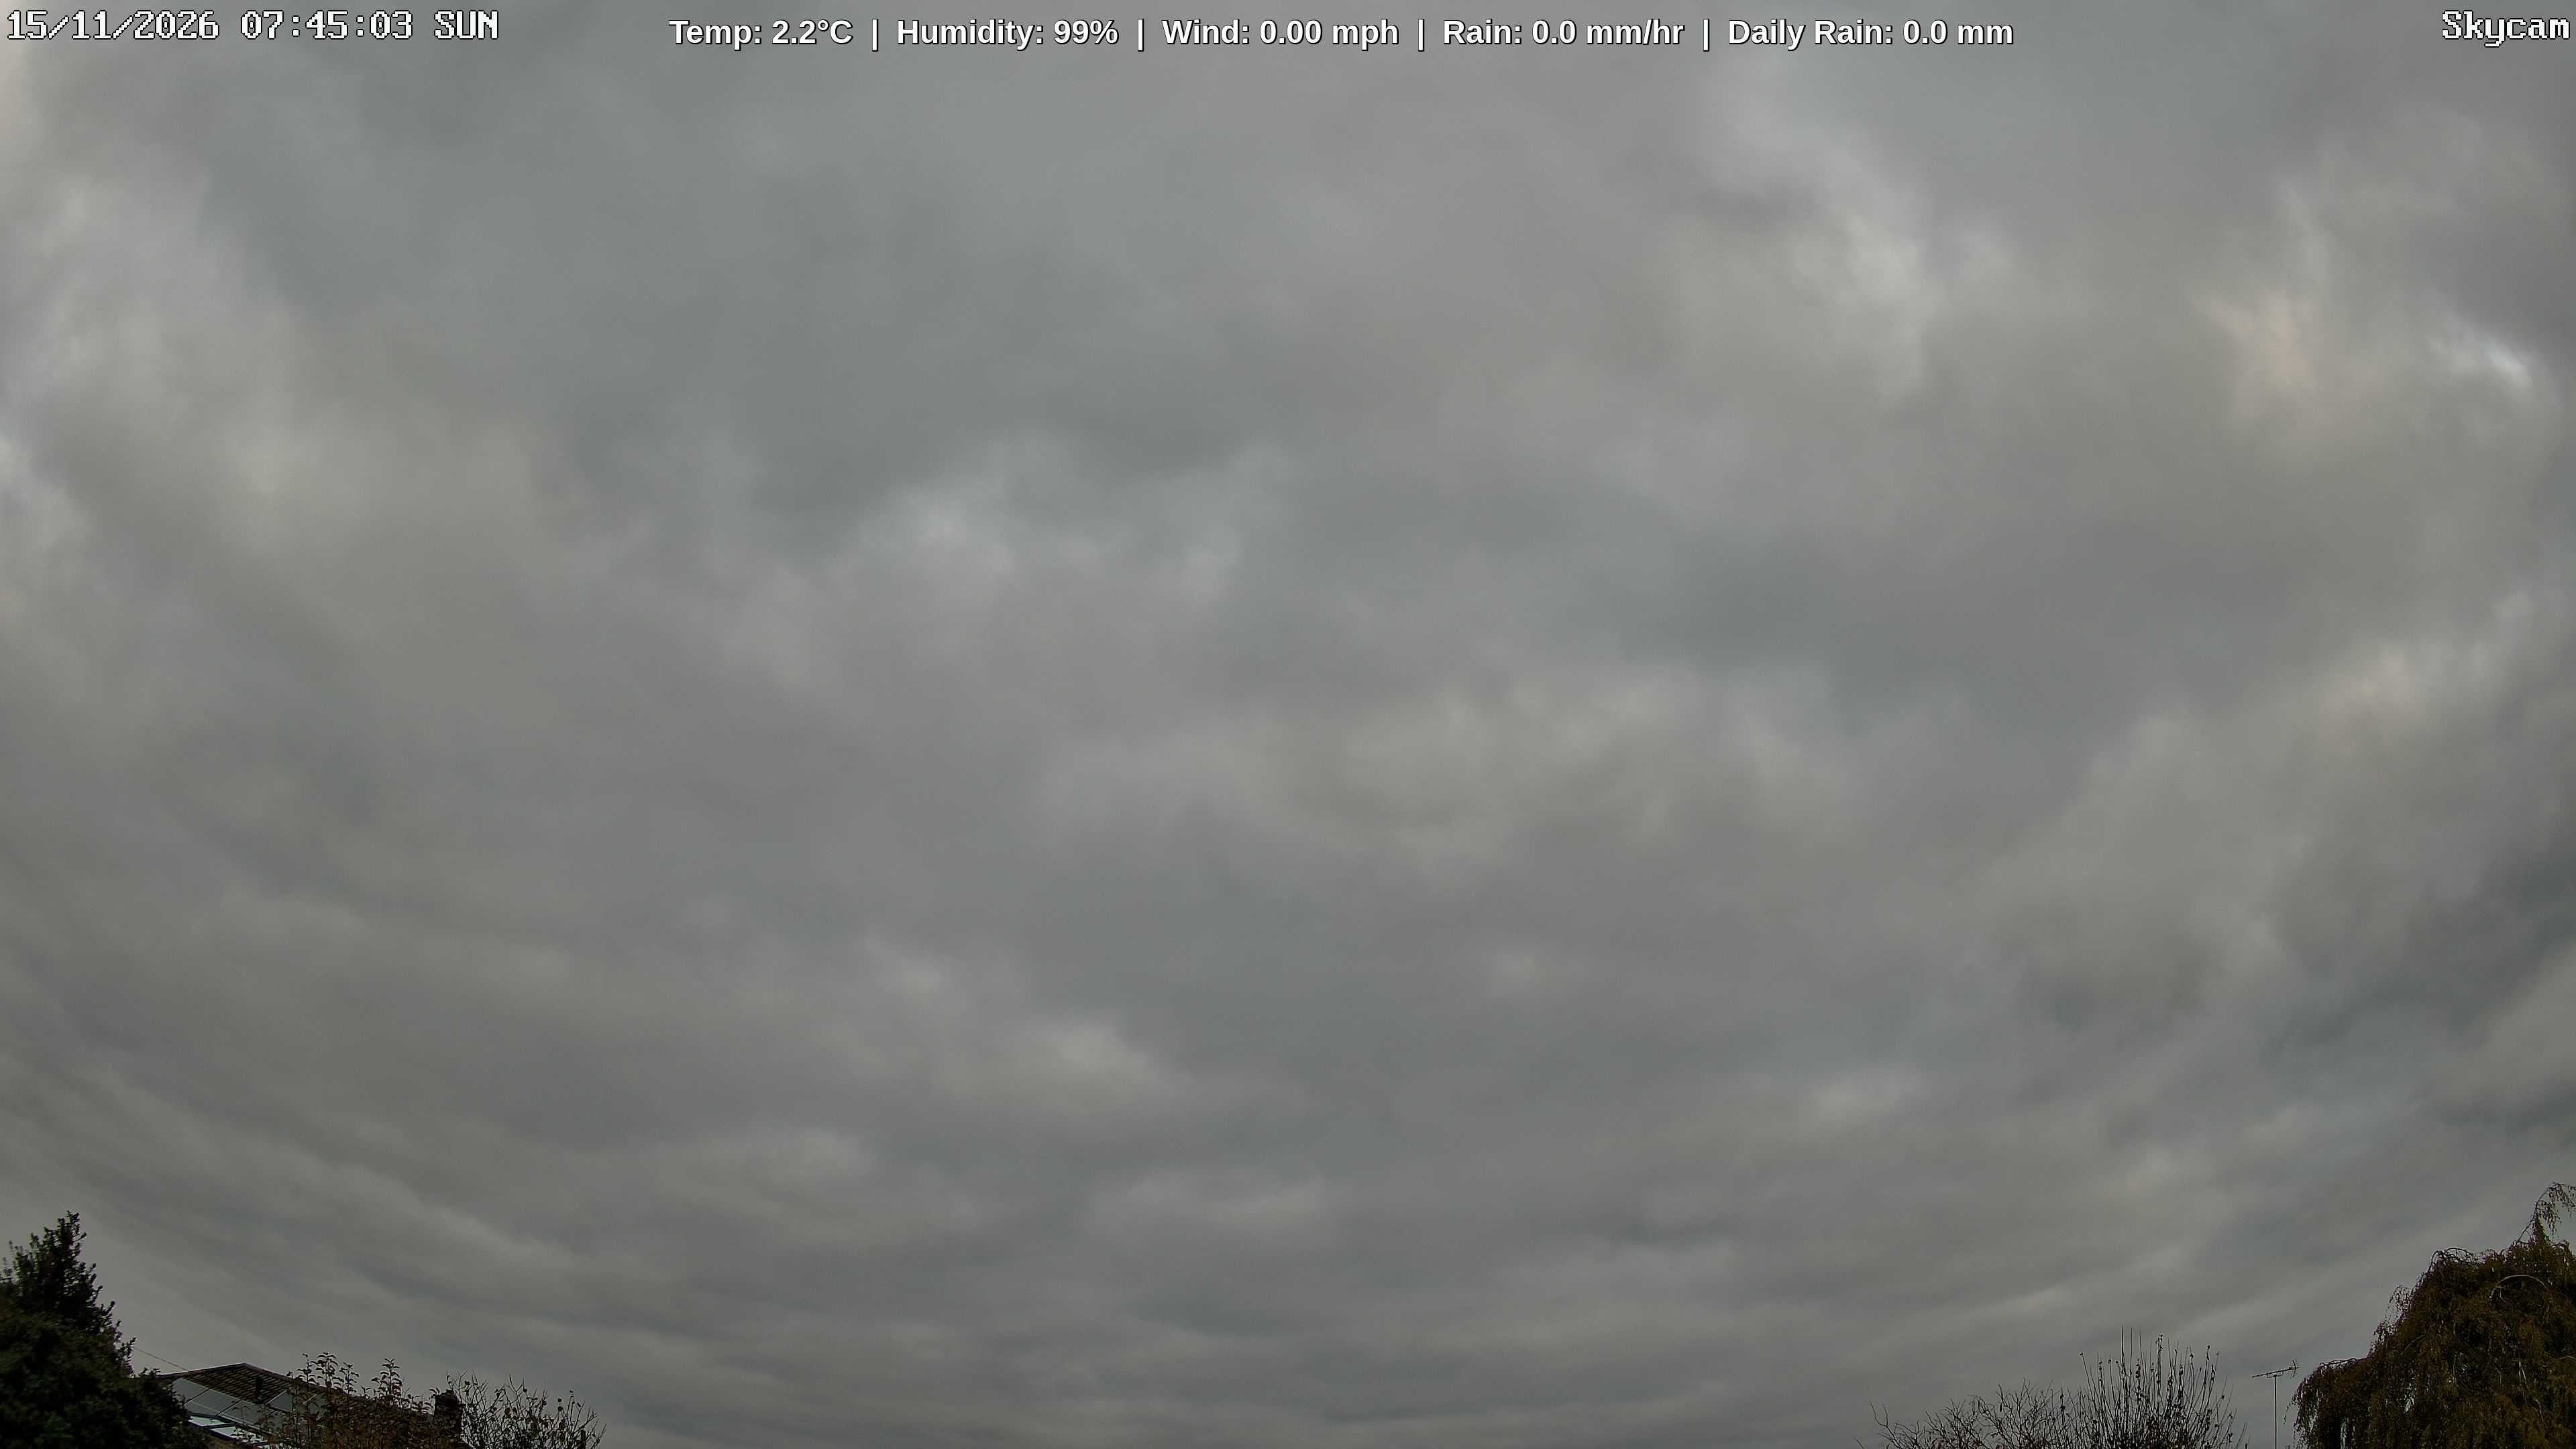 15/11/2026 07:45:03 SUN
Temp: 2.2°C | Humidity: 99% | Wind: 0.00 mph | Rain: 0.0 mm/hr | Daily Rain: 0.0 mm
Skycam